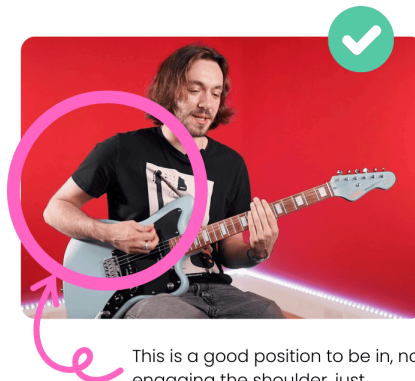 This is a good position to be in, no
engaging the shoulder, just